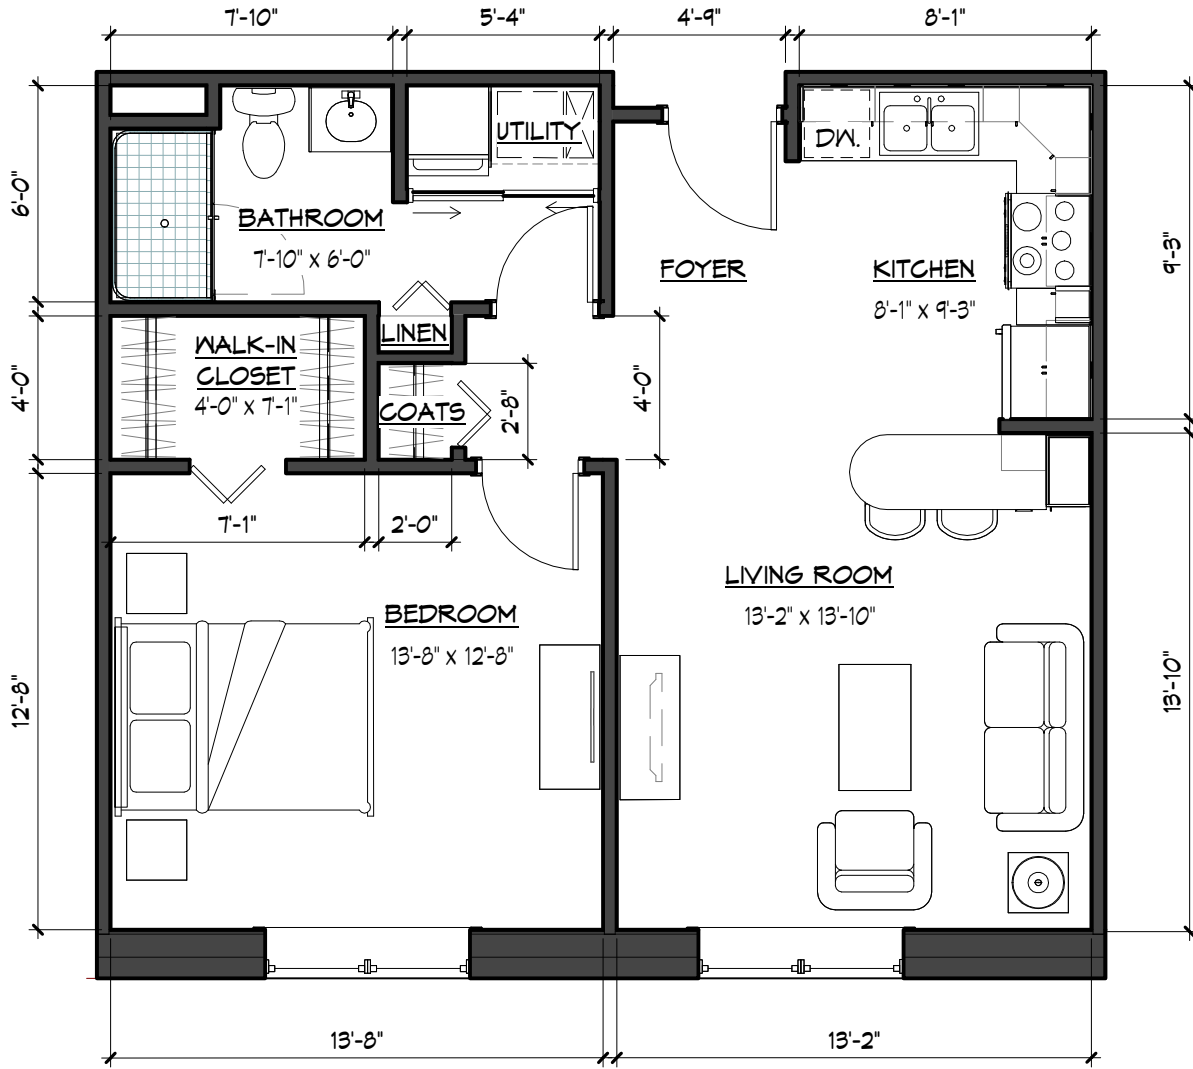 7'-10"
5'-4"
4'-9"
8'-1"
UTILITY
DW.
6'-0"
BATHROOM
7'-10" x 6'-0"
FOYER
KITCHEN
8'-1" x 9'-3"
9'-3"
LINEN
WALK-IN
CLOSET
4'-0" x 7'-1"
4'-0"
COATS
2'-8"
4'-0"
7'-1"
2'-0"
LIVING ROOM
13'-2" x 13'-10"
BEDROOM
13'-8" x 12'-8"
12'-8"
13'-10"
13'-8"
13'-2"